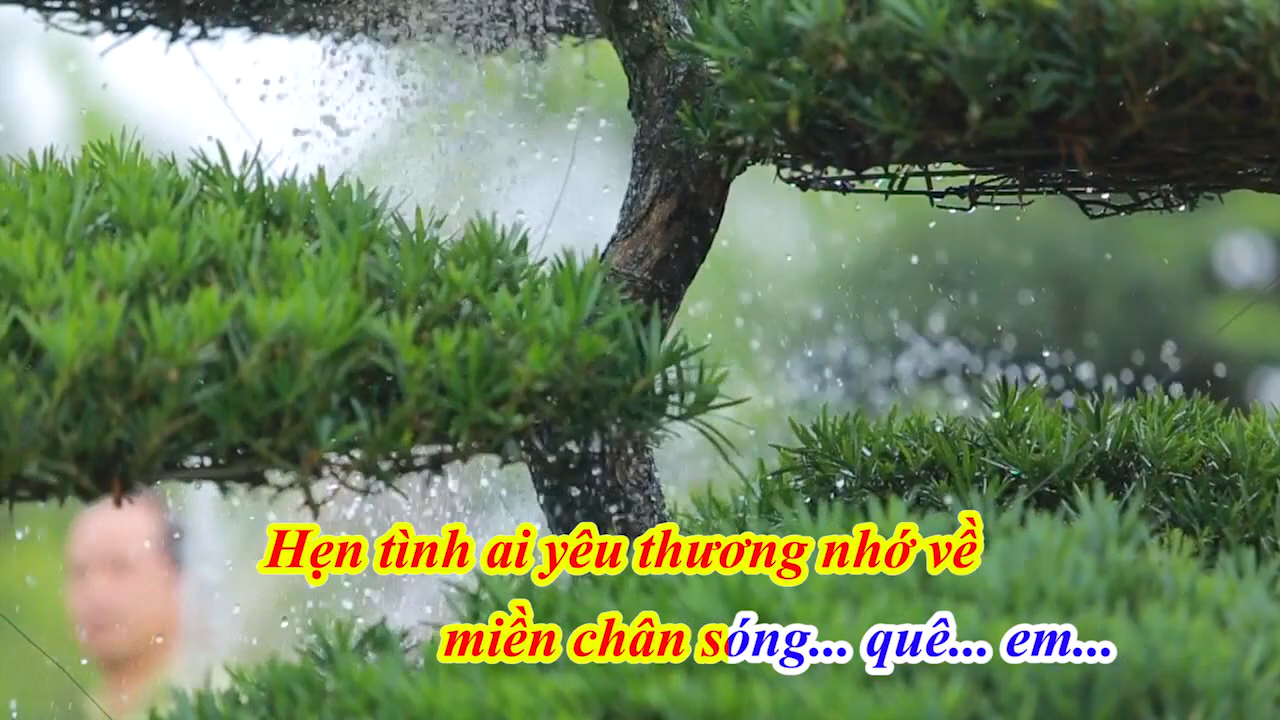 Hẹn tình ai yêu thương nhớ về
miền chân sóng... quê... em...